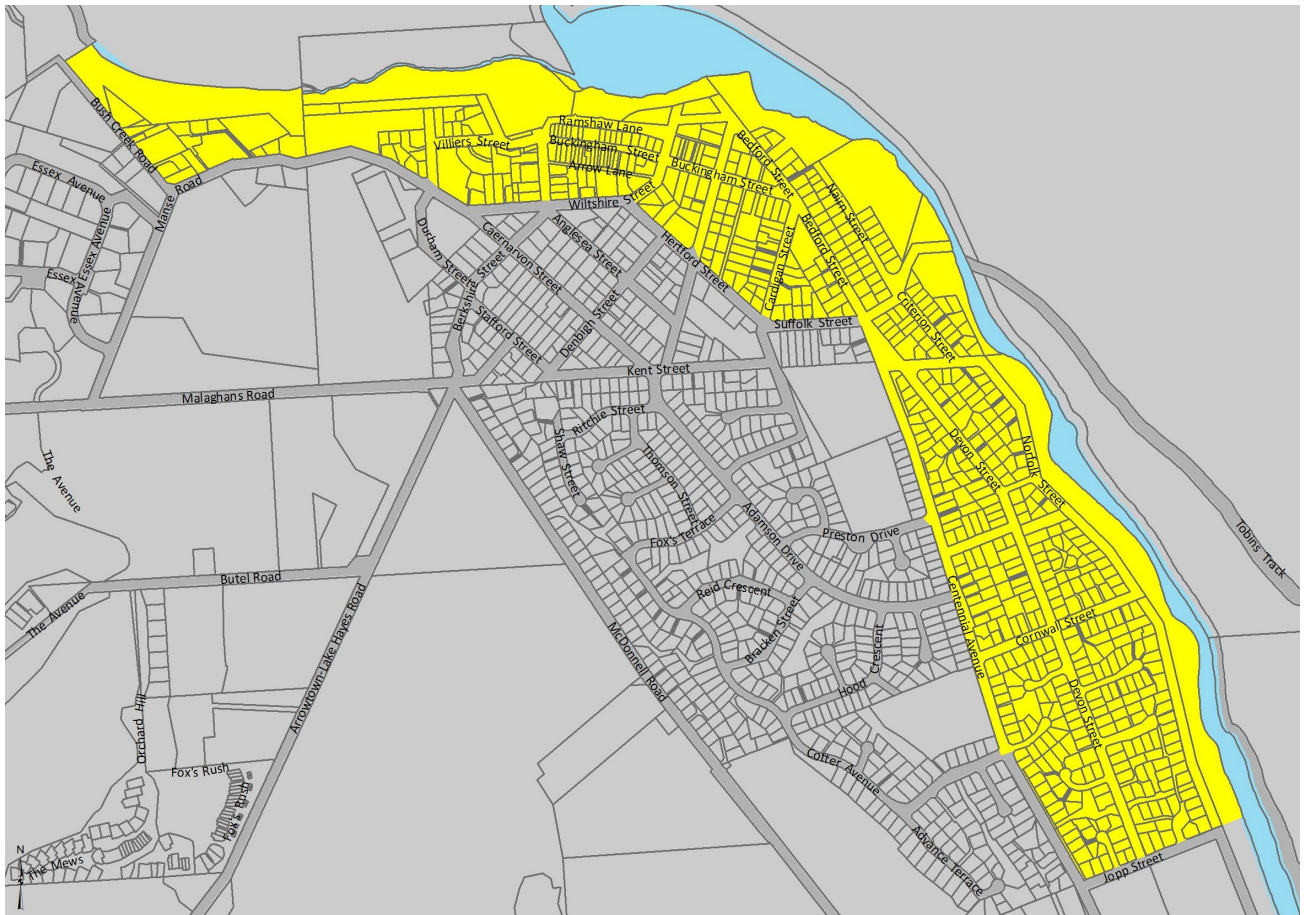 Ramshaw Lane
Bush Creek Road
Villiers Street
Buckingham Street
Bedford Street
Arrow Lane
Buckingham Street
Essex Avenue
Manse Road
Wiltshire Street
Nairn Street
Essex Avenue
Durham Street
Caernarvon Street
Anglesea Street
Hertford Street
Bedford Street
Cardigan Street
Essex
Avenue
Berkshire Street
Stafford Street
Denbigh Street
Suffolk Street
Criterion Street
Kent Street
Malaghans Road
Ritchie Street
Shaw Street
Thomson Street
Devon Street
Norfolk Street
The Avenue
Fox's Terrace
Adamson Drive
Preston Drive
Tobins Track
Butel Road
The Avenue
Reid Crescent
Bracken Street
Centennial Avenue
Cornwall Street
Arrowtown-Lake Hayes Road
McDonnell Road
Hood Crescent
Devon Street
Orchard Hill
Fox's Rush
Fox's Rush
Cotter Avenue
Advance Terrace
The Mews
Jopp Street
N